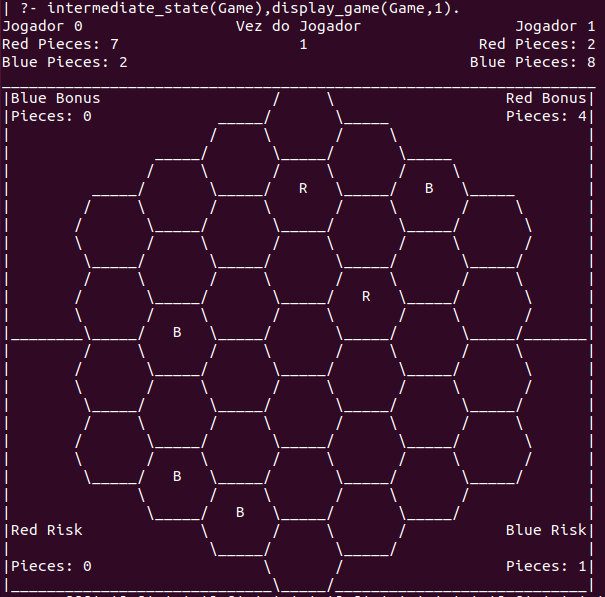 | ?- intermediate_state(Game),display_game(Game,1).
Jogador 0 Vez do Jogador Jogador 1
Red Pieces: 7 1 Red Pieces: 2
Blue Pieces: 2 Blue Pieces: 8
Blue Bonus Red Bonus
Pieces: 0 Pieces: 4
R B
R
B
B
B
Red Risk Blue Risk
Pieces: 0 Pieces: 1